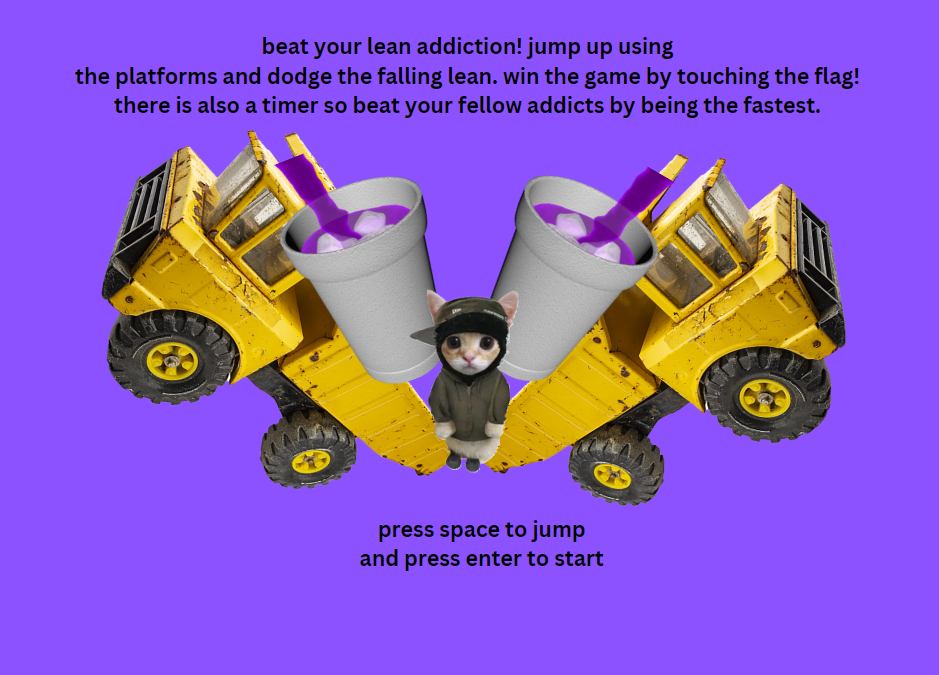 beat your lean addiction! jump up using
the platforms and dodge the falling lean. win the game by touching the flag!
there is also a timer so beat your fellow addicts by being the fastest.
press space to jump
and press enter to start